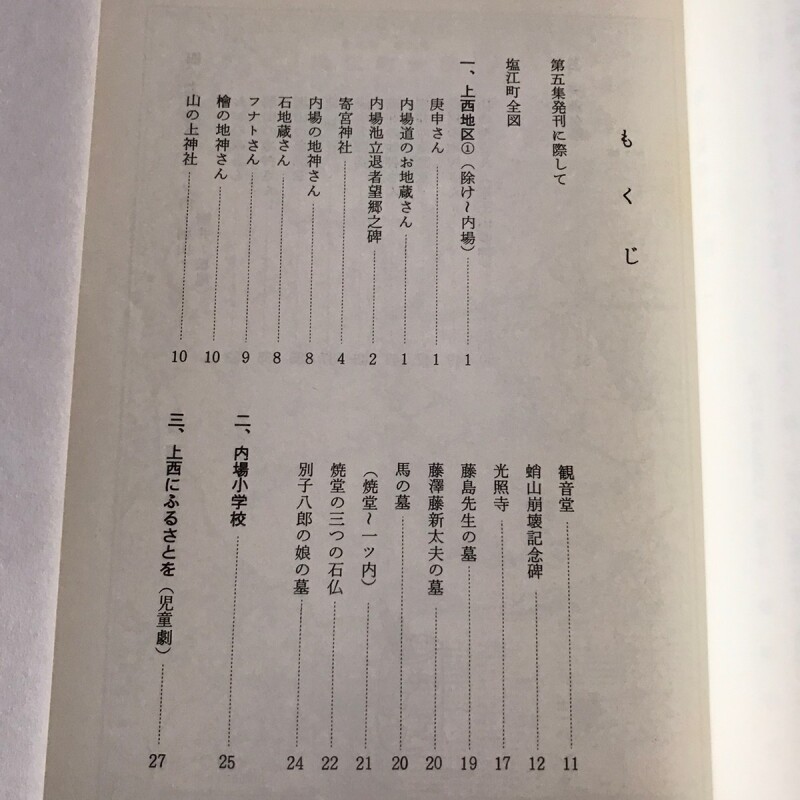 もくじ
第五集発刊に際して
塩江町全図
一、上西地区①（除け～内場）……1
庚申さん……1
内場道のお地蔵さん……1
内場池立退者望郷之碑……2
寄宮神社……4
内場の地神さん……8
石地蔵さん……8
フナトさん……9
檜の地神さん……10
山の上神社……10
観音堂……11
蛸山崩壊記念碑……12
光照寺……17
藤島先生の墓……19
藤澤藤新太夫の墓……20
馬の墓……20
（焼堂～一ッ内）……21
焼堂の三つの石仏……22
別子八郎の娘の墓……24
二、内場小学校……25
三、上西にふるさとを（児童劇）……27